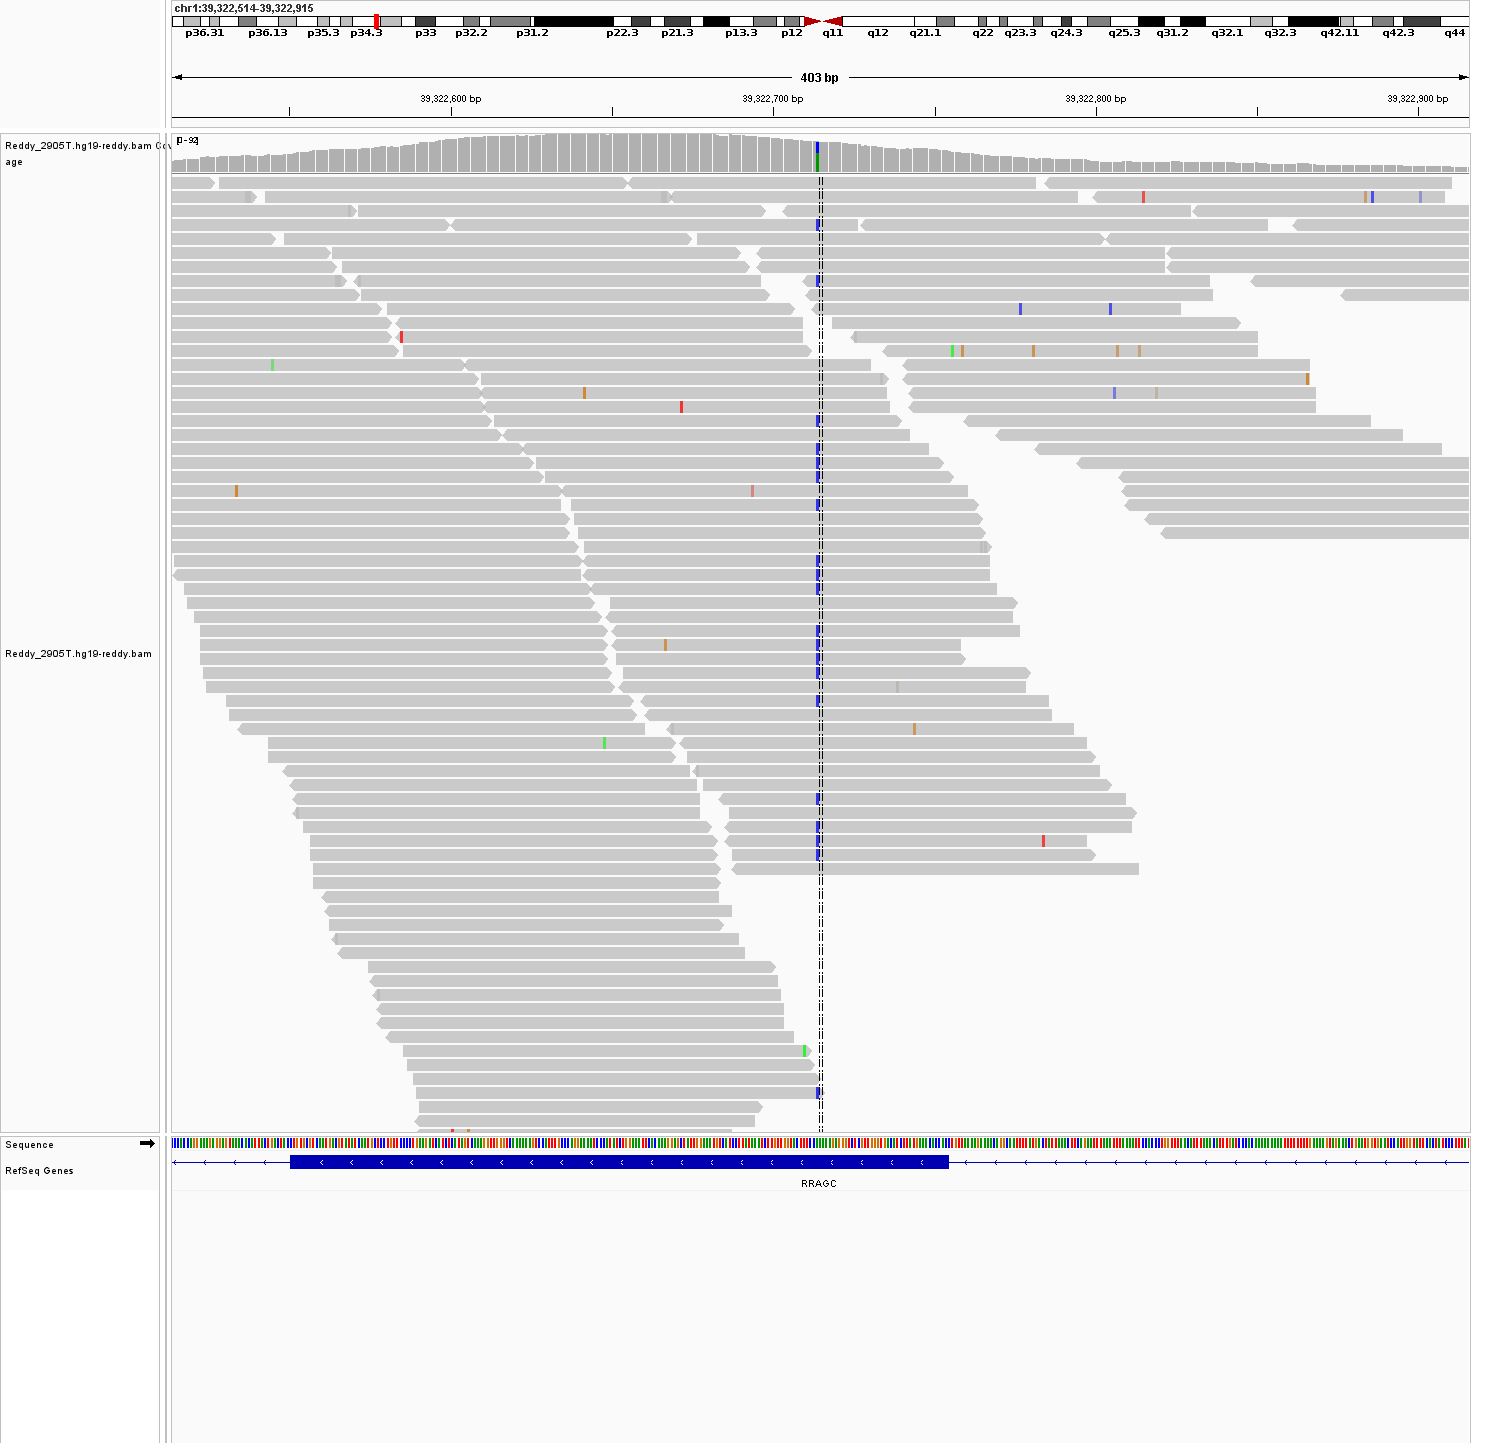 chr1:39,322,514-39,322,915
p36.31 p36.13 p35.3 p34.3 p33 p32.2 p31.2 p22.3 p21.3 p13.3 p12 q11 q12 q21.1 q22 q23.3 q24.3 q25.3 q31.2 q32.1 q32.3 q42.11 q42.3 q44
403 bp
39,322,600 bp 39,322,700 bp 39,322,800 bp 39,322,900 bp
[0 - 92]
Reddy_2905T.hg19-reddy.bam Cov
age
Reddy_2905T.hg19-reddy.bam
Sequence
RefSeq Genes
RRAGC